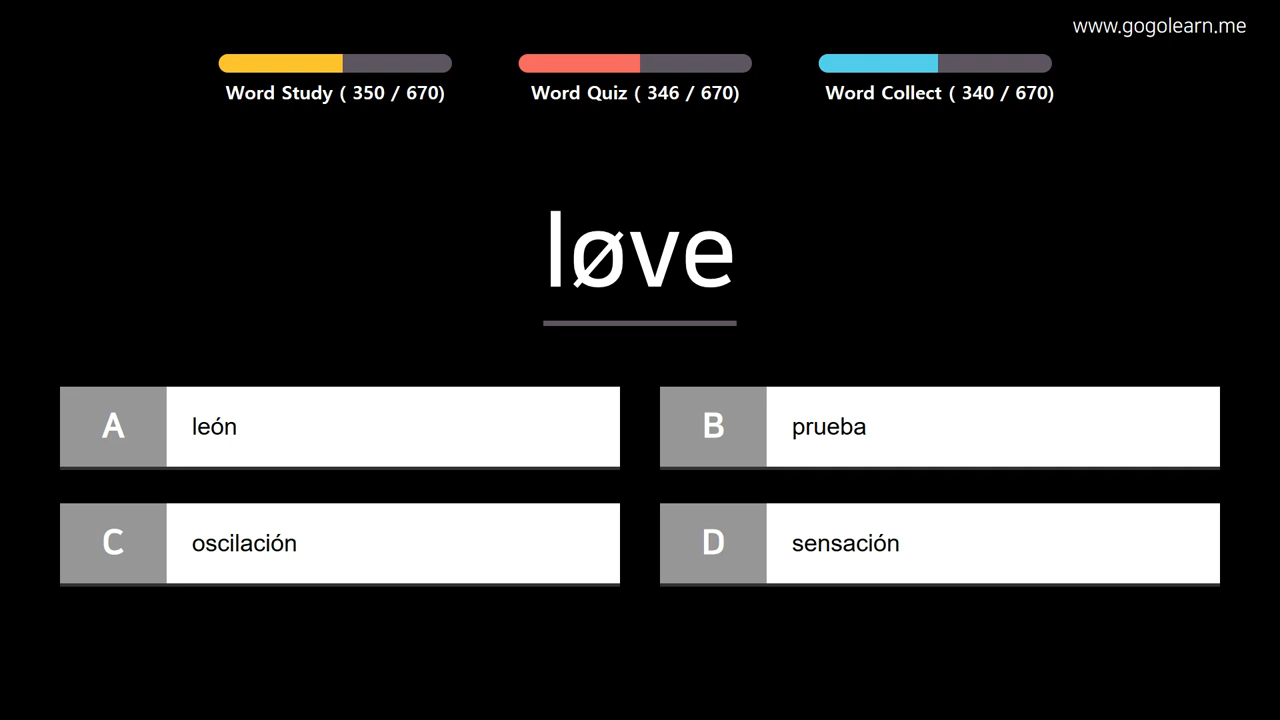 www.gogolearn.me
Word Study ( 350 / 670)
Word Quiz ( 346 / 670)
Word Collect ( 340 / 670)
løve
A león
B prueba
C oscilación
D sensación